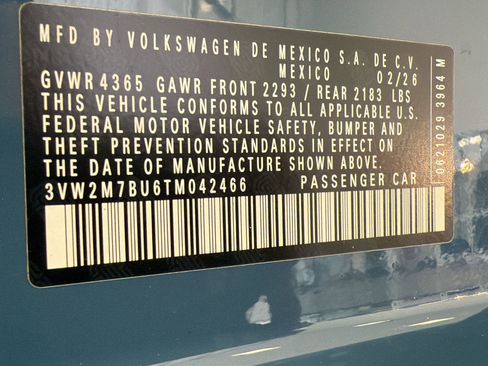 MFD BY VOLKSWAGEN DE MEXICO S.A. DE C.V.
MEXICO 02/26
GVWR 4365 GAWR FRONT 2293 / REAR 2183 LBS
THIS VEHICLE CONFORMS TO ALL APPLICABLE U.S.
FEDERAL MOTOR VEHICLE SAFETY, BUMPER AND
THEFT PREVENTION STANDARDS IN EFFECT ON
THE DATE OF MANUFACTURE SHOWN ABOVE.
3VW2M7BU6TM042466 PASSENGER CAR
0621029 3964 M